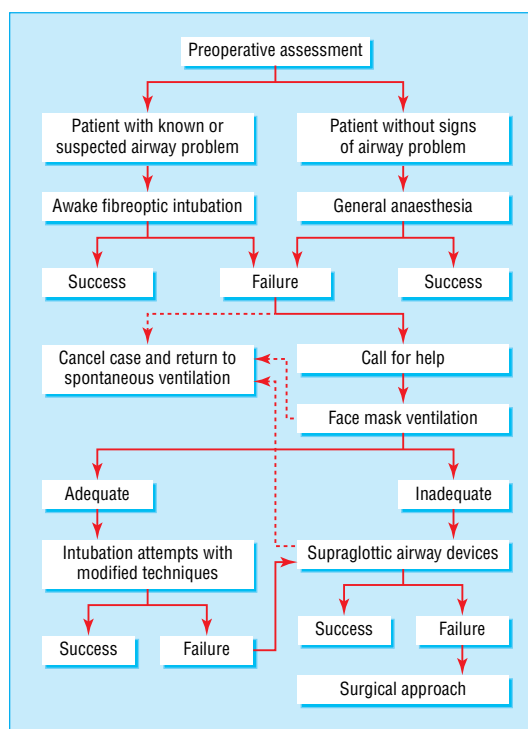 Preoperative assessment
Patient with known or
suspected airway problem
Patient without signs
of airway problem
Awake fibreoptic intubation
General anaesthesia
Success
Failure
Success
Cancel case and return to
spontaneous ventilation
Call for help
Face mask ventilation
Adequate
Inadequate
Intubation attempts with
modified techniques
Supraglottic airway devices
Success
Failure
Success
Failure
Surgical approach